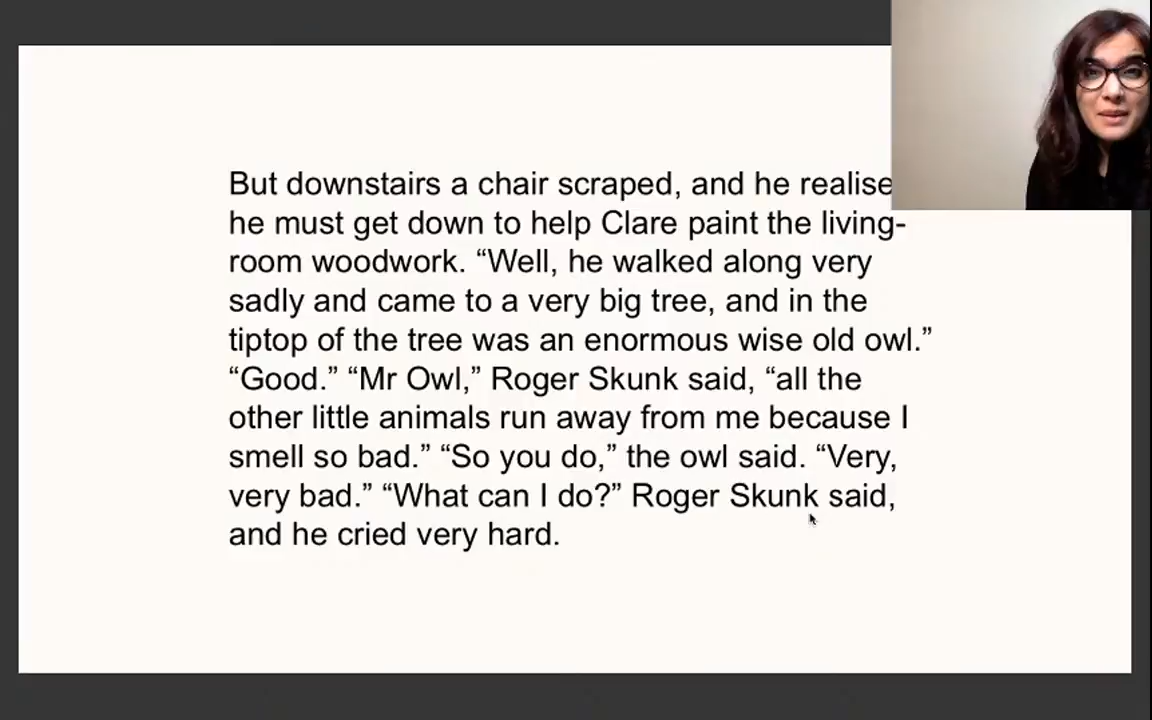 But downstairs a chair scraped, and he realise
he must get down to help Clare paint the living-
room woodwork. “Well, he walked along very
sadly and came to a very big tree, and in the
tiptop of the tree was an enormous wise old owl.”
“Good.” “Mr Owl,” Roger Skunk said, “all the
other little animals run away from me because I
smell so bad.” “So you do,” the owl said. “Very,
very bad.” “What can I do?” Roger Skunk said,
and he cried very hard.